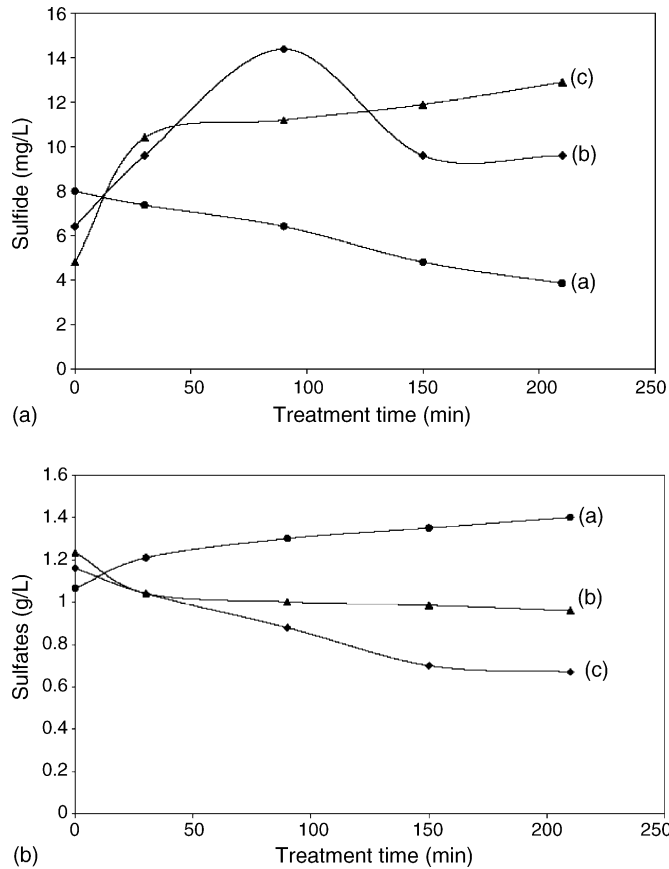 16
14
12
10
8
6
4
2
0
Sulfide (mg/L)
(c)
(b)
(a)
0 50 100 150 200 250
(a) Treatment time (min)
1.6
1.4
1.2
1
0.8
0.6
0.4
0.2
0
Sulfates (g/L)
(a)
(b)
(c)
0 50 100 150 200 250
(b) Treatment time (min)